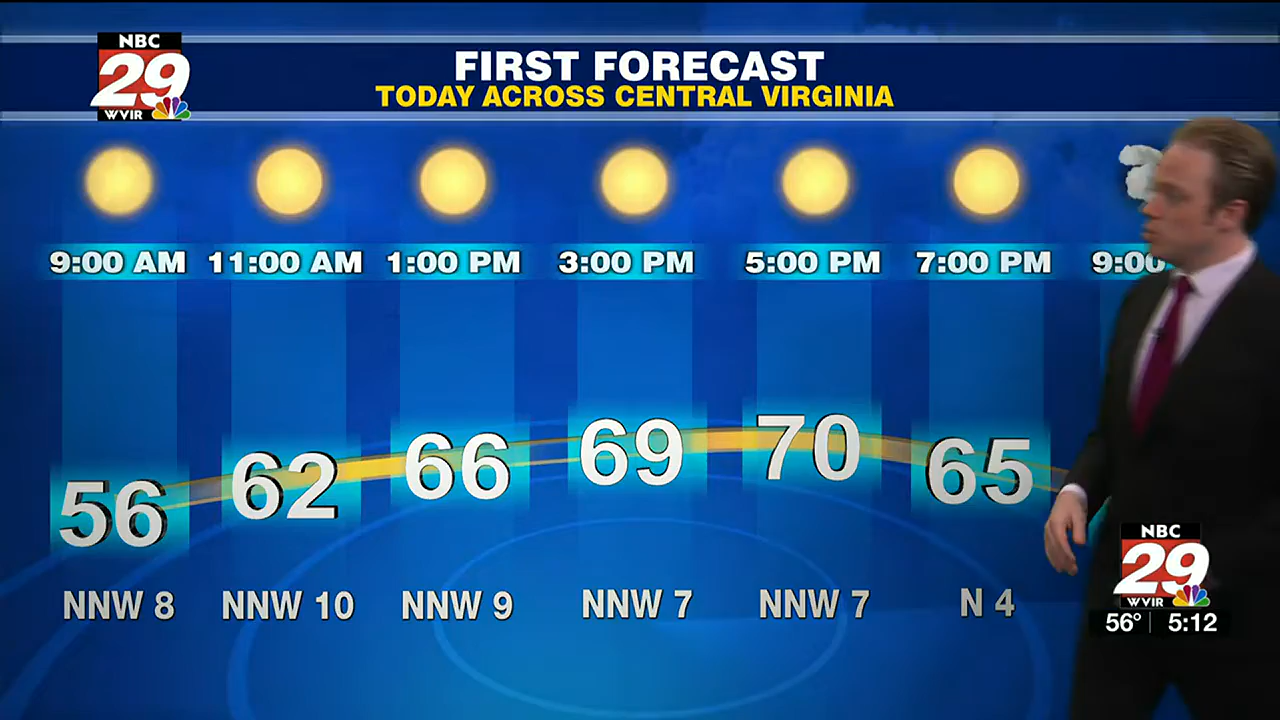 NBC
29
WVIR
FIRST FORECAST
TODAY ACROSS CENTRAL VIRGINIA
9:00 AM 11:00 AM 1:00 PM 3:00 PM 5:00 PM 7:00 PM 9:00
56 62 66 69 70 65
NNW 8 NNW 10 NNW 9 NNW 7 NNW 7 N 4
NBC
29
WVIR
56° 5:12